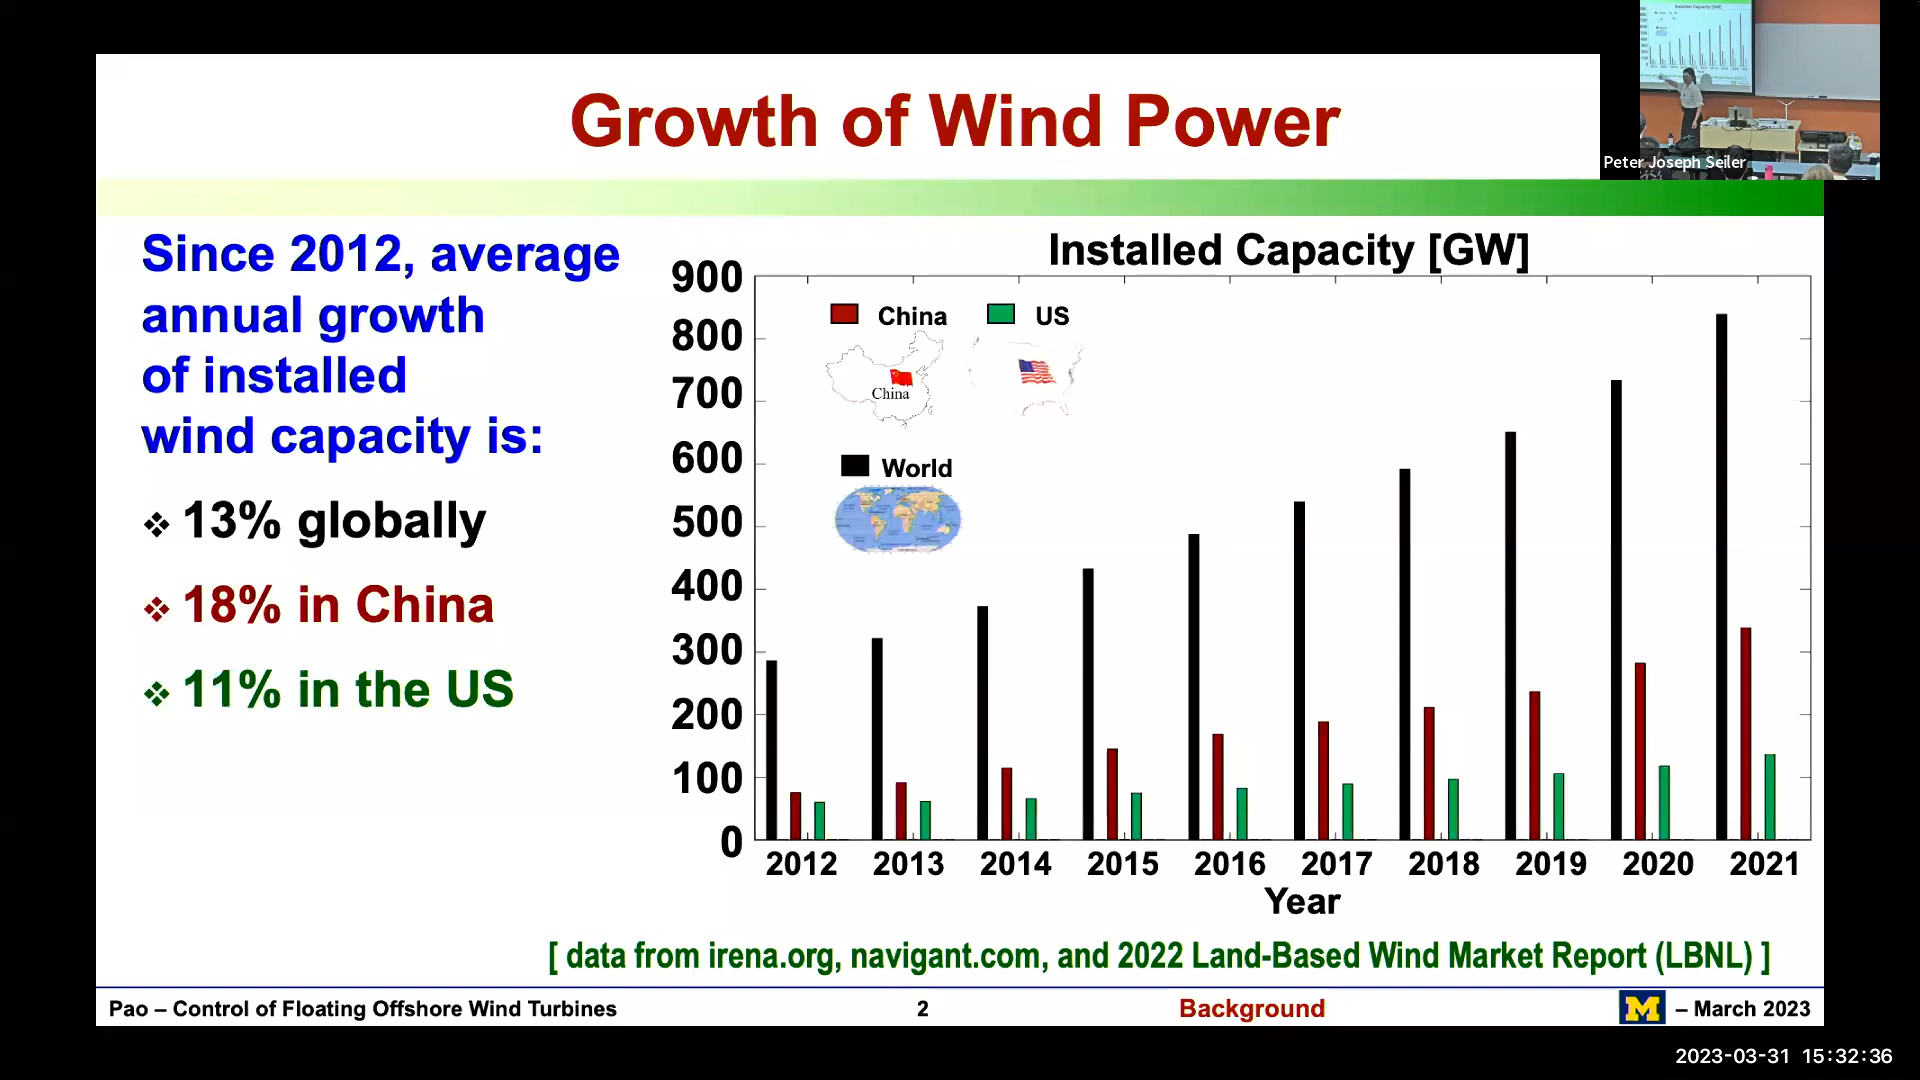 Growth of Wind Power
Peter Joseph Seiler
Since 2012, average
annual growth
of installed
wind capacity is:
❖ 13% globally
❖ 18% in China
❖ 11% in the US
Installed Capacity [GW]
900
800
700
600
500
400
300
200
100
0
China
US
China
World
2012 2013 2014 2015 2016 2017 2018 2019 2020 2021
Year
[ data from irena.org, navigant.com, and 2022 Land-Based Wind Market Report (LBNL) ]
Pao – Control of Floating Offshore Wind Turbines
2
Background
M – March 2023
2023-03-31 15:32:36